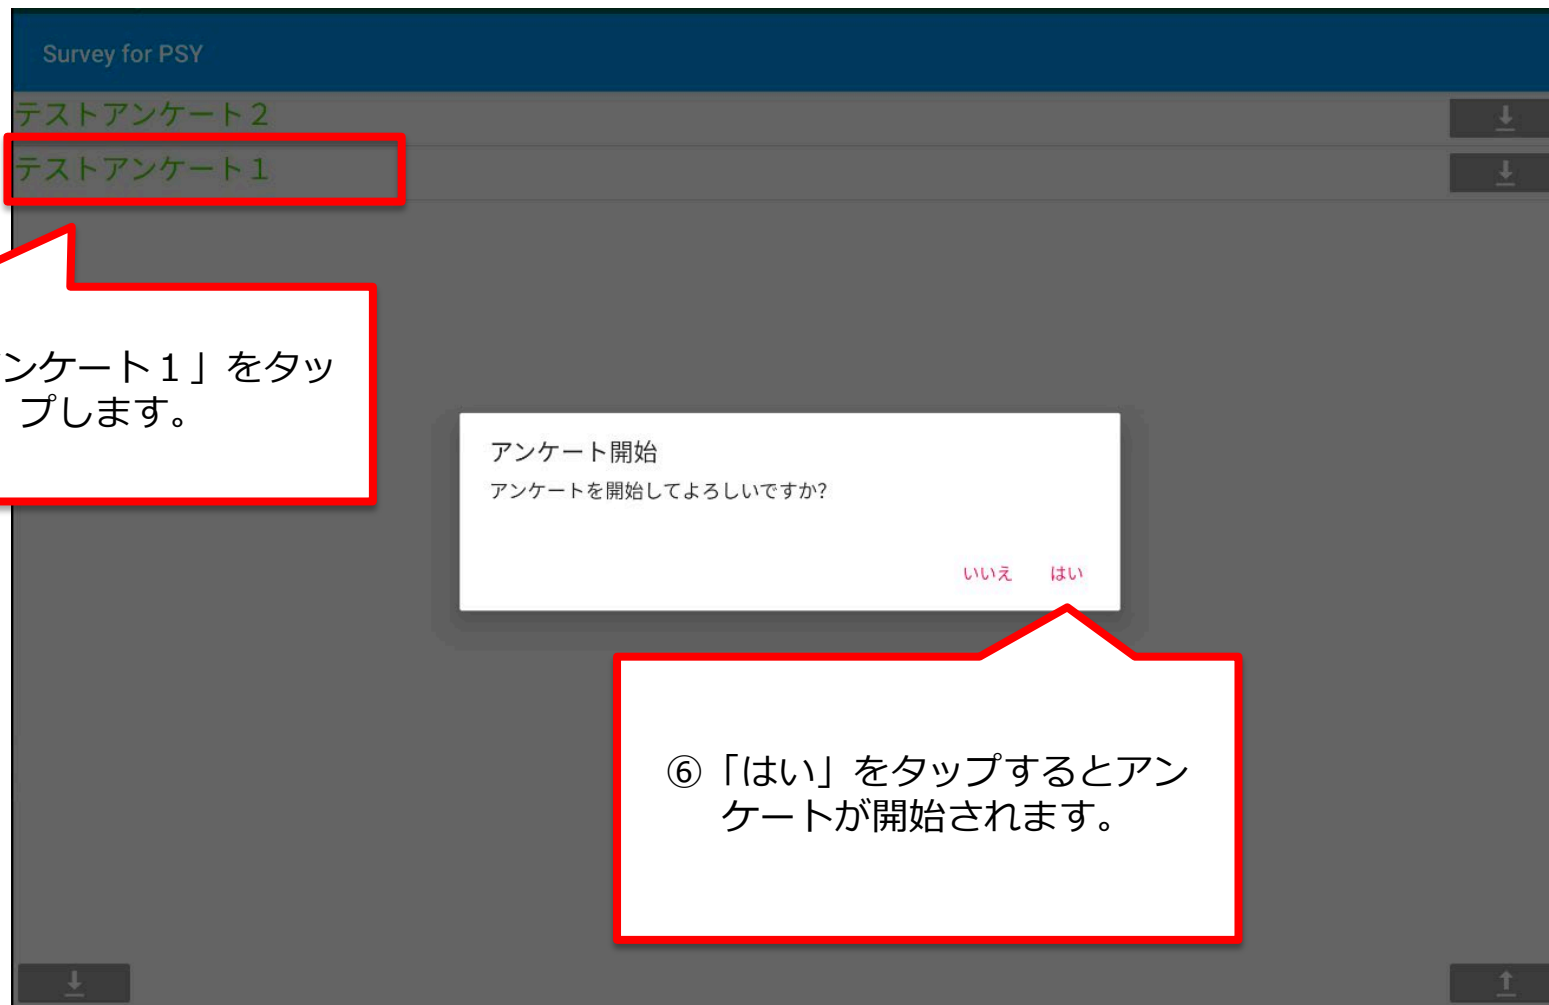 Survey for PSY
テストアンケート２
テストアンケート１
ンケート１」をタッ
プします。
アンケート開始
アンケートを開始してよろしいですか?
いいえ はい
⑥「はい」をタップするとアン
ケートが開始されます。